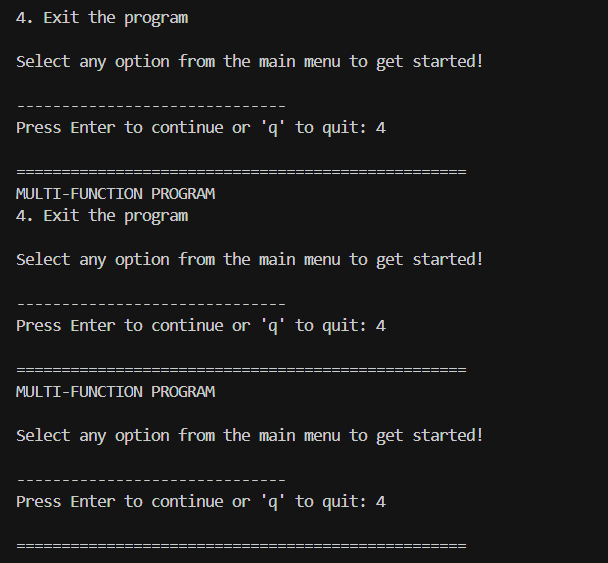 4. Exit the program
Select any option from the main menu to get started!
------------------------------
Press Enter to continue or 'q' to quit: 4
==================================================
MULTI-FUNCTION PROGRAM
4. Exit the program
Select any option from the main menu to get started!
------------------------------
Press Enter to continue or 'q' to quit: 4
==================================================
MULTI-FUNCTION PROGRAM
Select any option from the main menu to get started!
------------------------------
Press Enter to continue or 'q' to quit: 4
==================================================